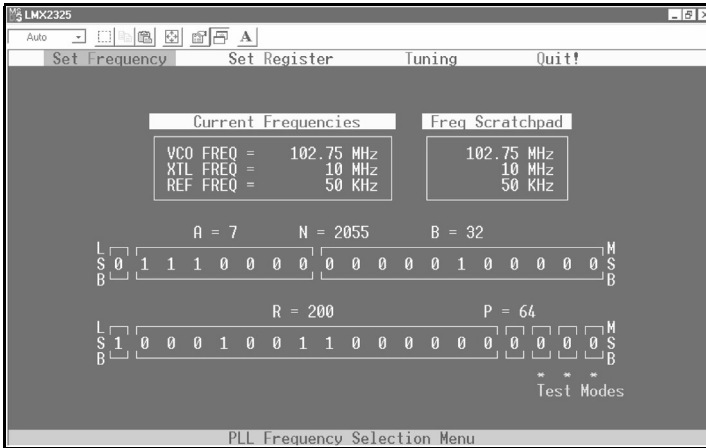 LMX2325
Auto
A
Set Frequency Set Register Tuning Quit!
Current Frequencies Freq Scratchpad
VCO FREQ = 102.75 MHz 102.75 MHz
XTL FREQ = 10 MHz 10 MHz
REF FREQ = 50 KHz 50 KHz
A = 7 N = 2055 B = 32
LSB 0 1 1 1 0 0 0 0 0 0 0 0 0 1 0 0 0 0 0 MSB
R = 200 P = 64
LSB 1 0 0 0 1 0 0 1 1 0 0 0 0 0 0 0 0 0 0 MSB
* * *
Test Modes
PLL Frequency Selection Menu